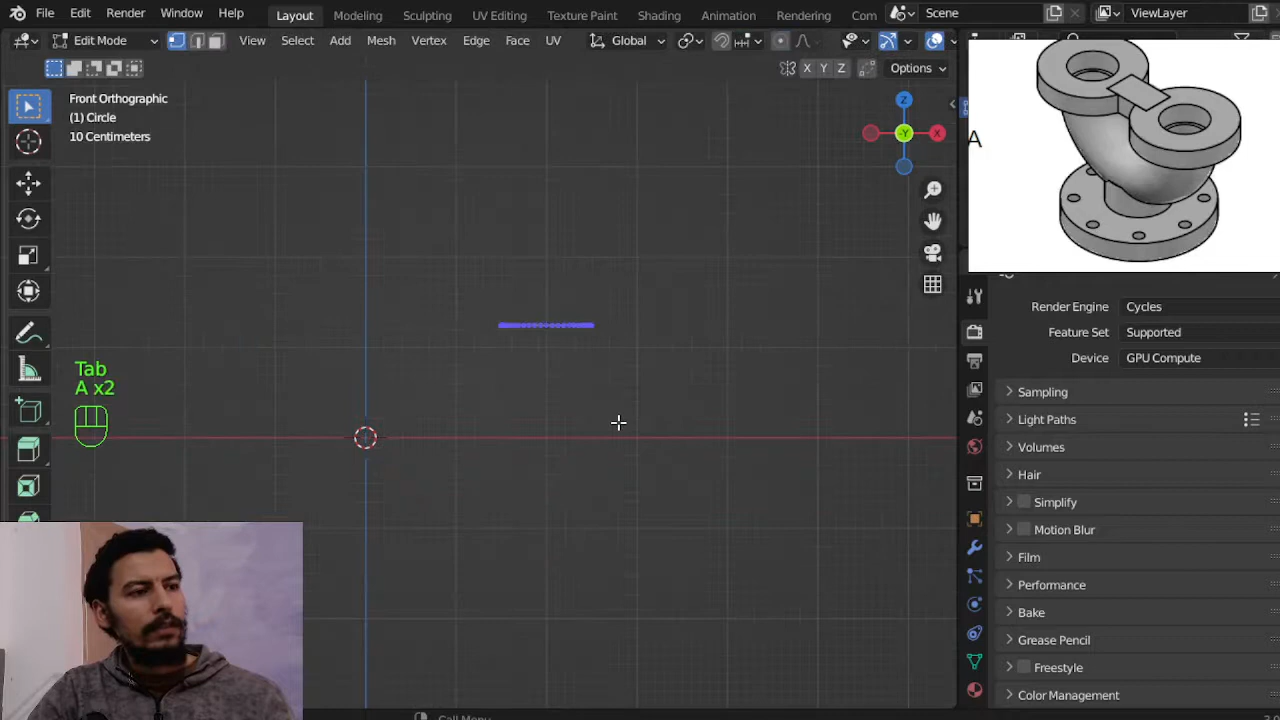 File Edit Render Window Help Layout Modeling Sculpting UV Editing Texture Paint Shading Animation Rendering Com Scene ViewLayer
Edit Mode View Select Add Mesh Vertex Edge Face UV Global
X Y Z Options
Front Orthographic
(1) Circle
10 Centimeters
Z
-Y X
A
Tab
A x2
Render Engine Cycles
Feature Set Supported
Device GPU Compute
Sampling
Light Paths
Volumes
Hair
Simplify
Motion Blur
Film
Performance
Bake
Grease Pencil
Freestyle
Color Management